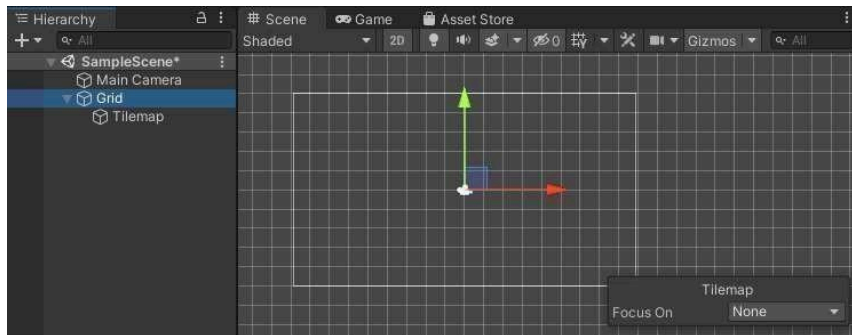 Hierarchy
All
SampleScene*
Main Camera
Grid
Tilemap
Scene Game Asset Store
Shaded 2D 0 Gizmos All
Tilemap
Focus On None